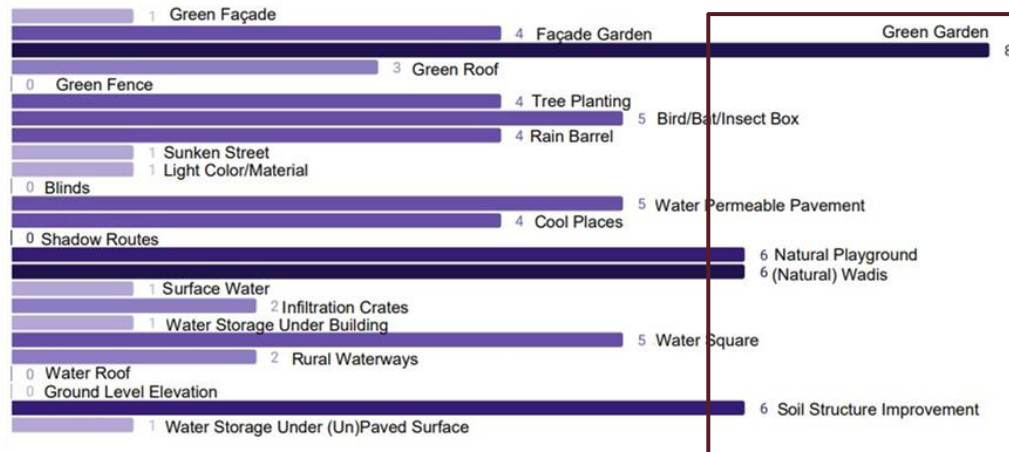 1 Green Façade
4 Façade Garden
Green Garden
8
3 Green Roof
0 Green Fence
4 Tree Planting
5 Bird/Bat/Insect Box
4 Rain Barrel
1 Sunken Street
1 Light Color/Material
0 Blinds
5 Water Permeable Pavement
4 Cool Places
0 Shadow Routes
6 Natural Playground
6 (Natural) Wadis
1 Surface Water
2 Infiltration Crates
1 Water Storage Under Building
5 Water Square
2 Rural Waterways
0 Water Roof
0 Ground Level Elevation
6 Soil Structure Improvement
1 Water Storage Under (Un)Paved Surface